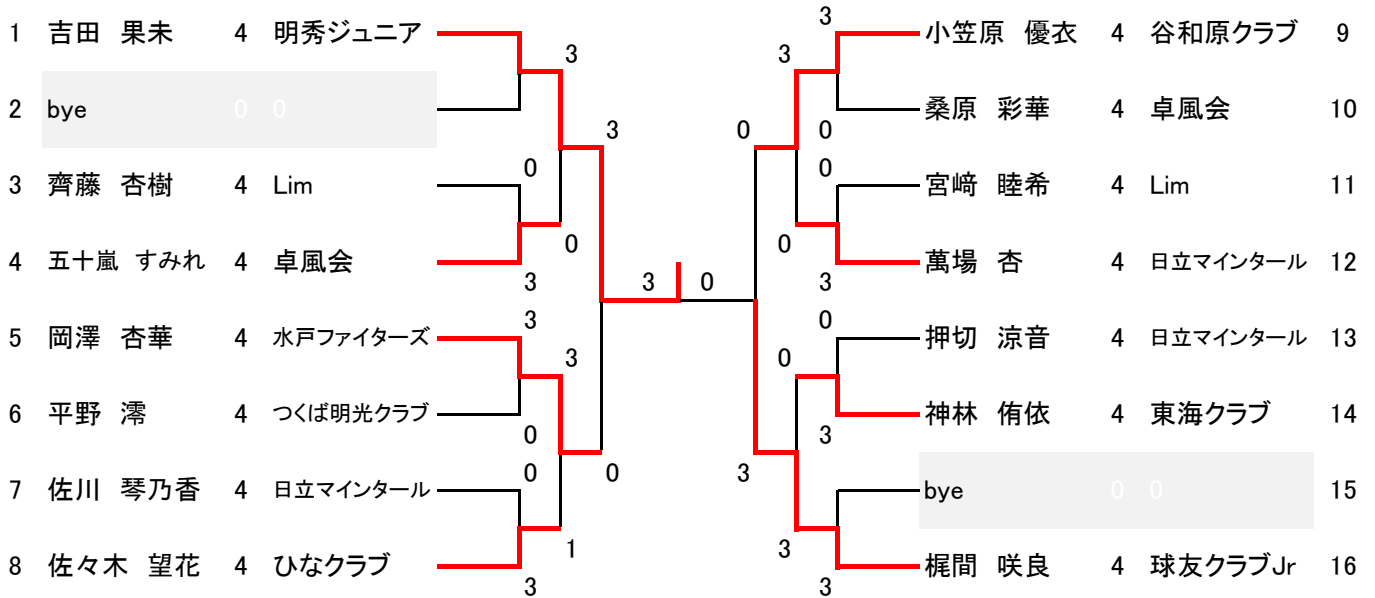 1 吉田 果未 4 明秀ジュニア
2 bye 0 0
3 齊藤 杏樹 4 Lim
4 五十嵐 すみれ 4 卓風会
5 岡澤 杏華 4 水戸ファイターズ
6 平野 澪 4 つくば明光クラブ
7 佐川 琴乃香 4 日立マインタール
8 佐々木 望花 4 ひなクラブ
3
0
3
3
0
0
3
3
0
3
1
3
0
3
0
3
3
0
0
0
0
3
0
3
0
3
3
3
小笠原 優衣 4 谷和原クラブ 9
桑原 彩華 4 卓風会 10
宮﨑 睦希 4 Lim 11
萬場 杏 4 日立マインタール 12
押切 涼音 4 日立マインタール 13
神林 侑依 4 東海クラブ 14
bye 0 0 15
梶間 咲良 4 球友クラブJr 16